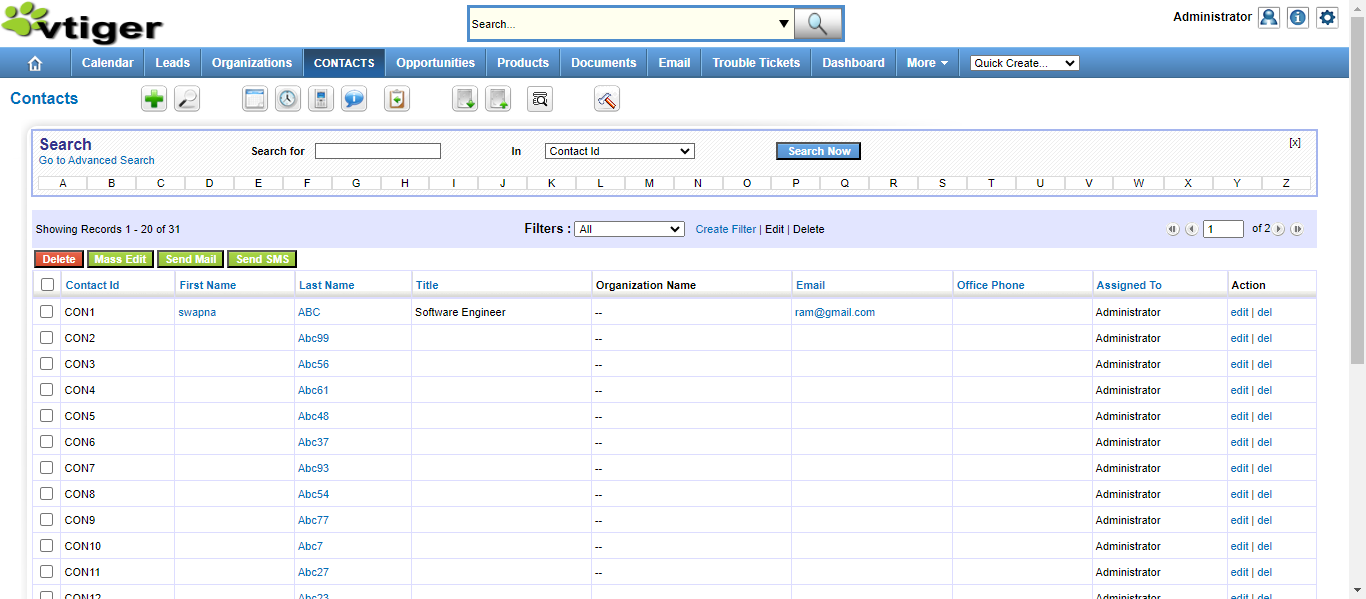 vtiger
Search...
Administrator
Calendar Leads Organizations CONTACTS Opportunities Products Documents Email Trouble Tickets Dashboard More Quick Create...
Contacts
Search
Go to Advanced Search
Search for In Contact Id Search Now [x]
A B C D E F G H I J K L M N O P Q R S T U V W X Y Z
Showing Records 1 - 20 of 31 Filters : All Create Filter | Edit | Delete 1 of 2
Delete Mass Edit Send Mail Send SMS
Contact Id First Name Last Name Title Organization Name Email Office Phone Assigned To Action
CON1 swapna ABC Software Engineer -- ram@gmail.com Administrator edit | del
CON2 Abc99 -- Administrator edit | del
CON3 Abc56 -- Administrator edit | del
CON4 Abc61 -- Administrator edit | del
CON5 Abc48 -- Administrator edit | del
CON6 Abc37 -- Administrator edit | del
CON7 Abc93 -- Administrator edit | del
CON8 Abc54 -- Administrator edit | del
CON9 Abc77 -- Administrator edit | del
CON10 Abc7 -- Administrator edit | del
CON11 Abc27 -- Administrator edit | del
CON12 Abc23 -- Administrator edit | del